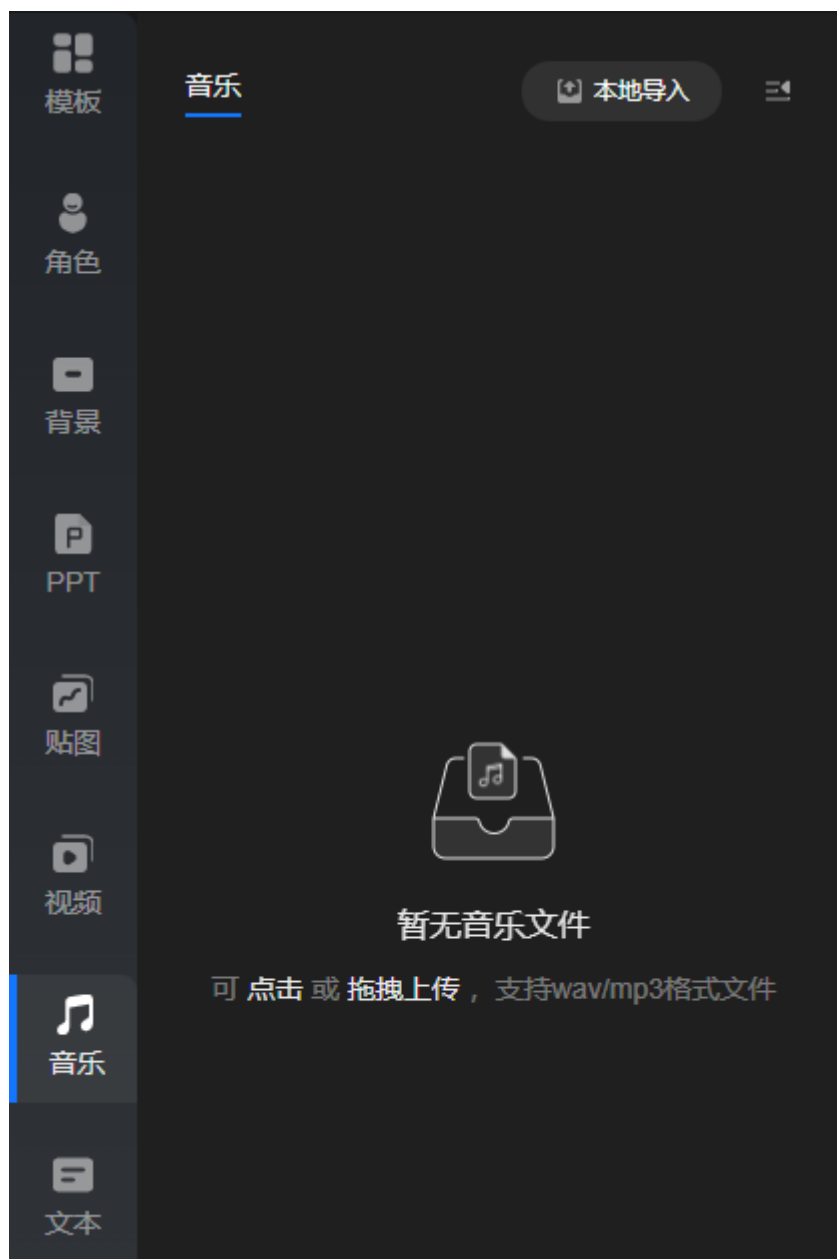 模板
角色
背景
PPT
贴图
视频
音乐
文本
音乐
本地导入
暂无音乐文件
可 点击 或 拖拽上传 ，支持wav/mp3格式文件